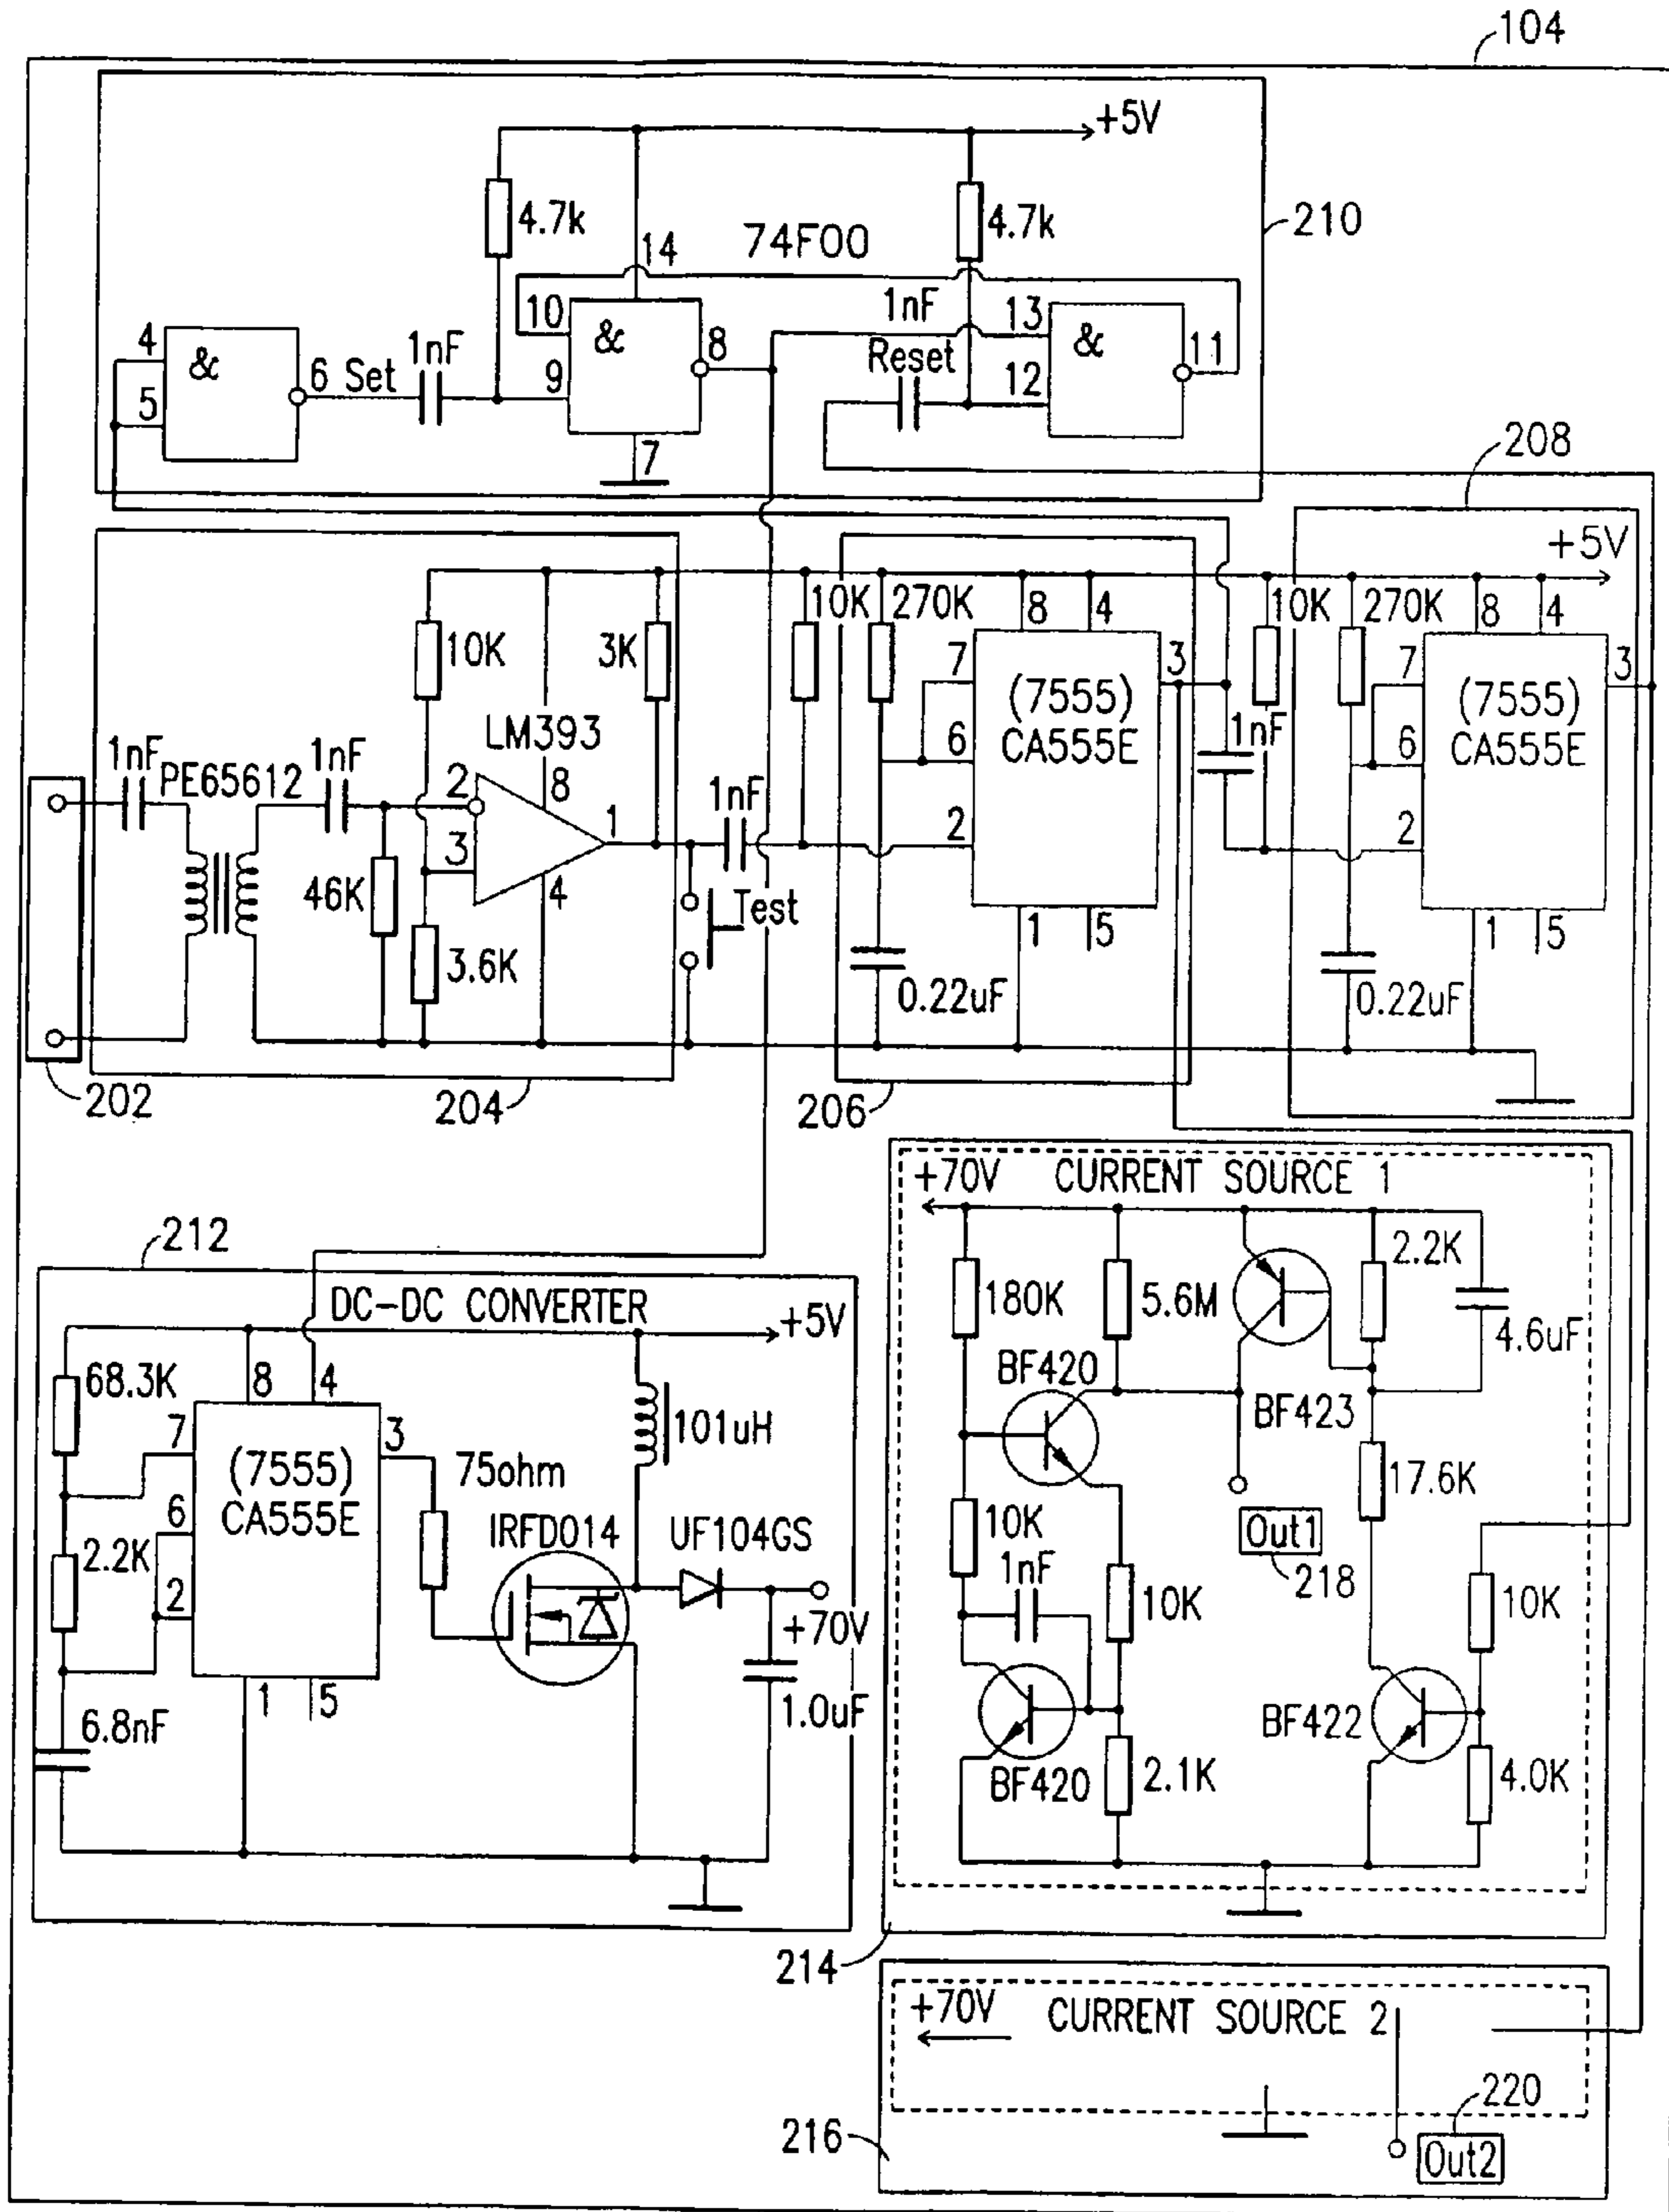 104
+5V
4.7k
4.7k
74F00
210
14
1nF
10
13
4
&
1nF
&
8
Reset
&
11
6 Set
5
9
12
7
208
+5V
10K
270K
8
4
10K
270K
8
4
10K
3K
7
3
7
3
(7555)
CA555E
(7555)
CA555E
LM393
6
1nF
6
1nF
PE65612
1nF
2
8
1nF
1
2
2
3
46K
4
Test
1
5
1
5
3.6K
0.22uF
0.22uF
202
204
206
+70V
CURRENT SOURCE 1
212
2.2K
DC-DC CONVERTER
180K
5.6M
+5V
4.6uF
68.3K
8
4
BF420
BF423
7
3
101uH
(7555)
CA555E
75ohm
17.6K
6
IRFD014
UF104GS
10K
Out1
2.2K
1nF
218
2
10K
10K
+70V
1
5
1.0uF
6.8nF
BF422
BF420
2.1K
4.0K
214
+70V
CURRENT SOURCE 2
220
216
Out2